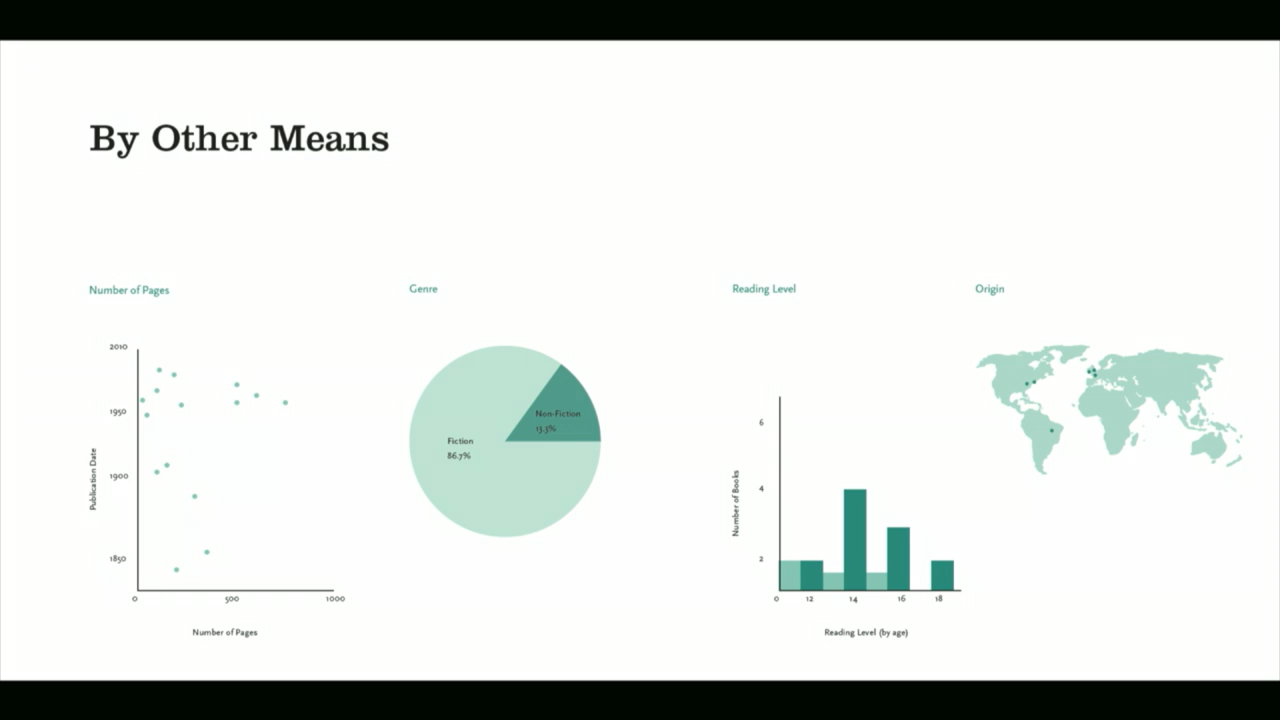 By Other Means
Number of Pages
Genre
Reading Level
Origin
2010
1950
1900
1850
Publication Date
0
500
1000
Number of Pages
Non-Fiction
13.3%
Fiction
86.7%
6
4
2
Number of Books
0
12
14
16
18
Reading Level (by age)